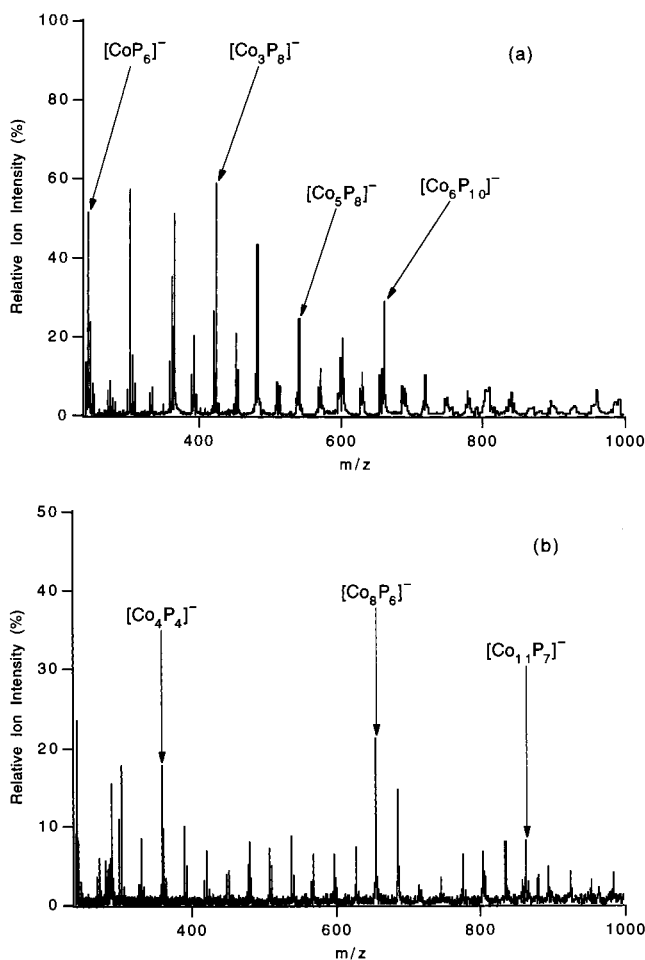 (a)
[CoP₆]⁻
[Co₃P₈]⁻
[Co₅P₈]⁻
[Co₆P₁₀]⁻
Relative Ion Intensity (%)
100
80
60
40
20
0
400 600 800 1000
m/z
(b)
[Co₄P₄]⁻
[Co₈P₆]⁻
[Co₁₁P₇]⁻
Relative Ion Intensity (%)
50
40
30
20
10
0
400 600 800 1000
m/z